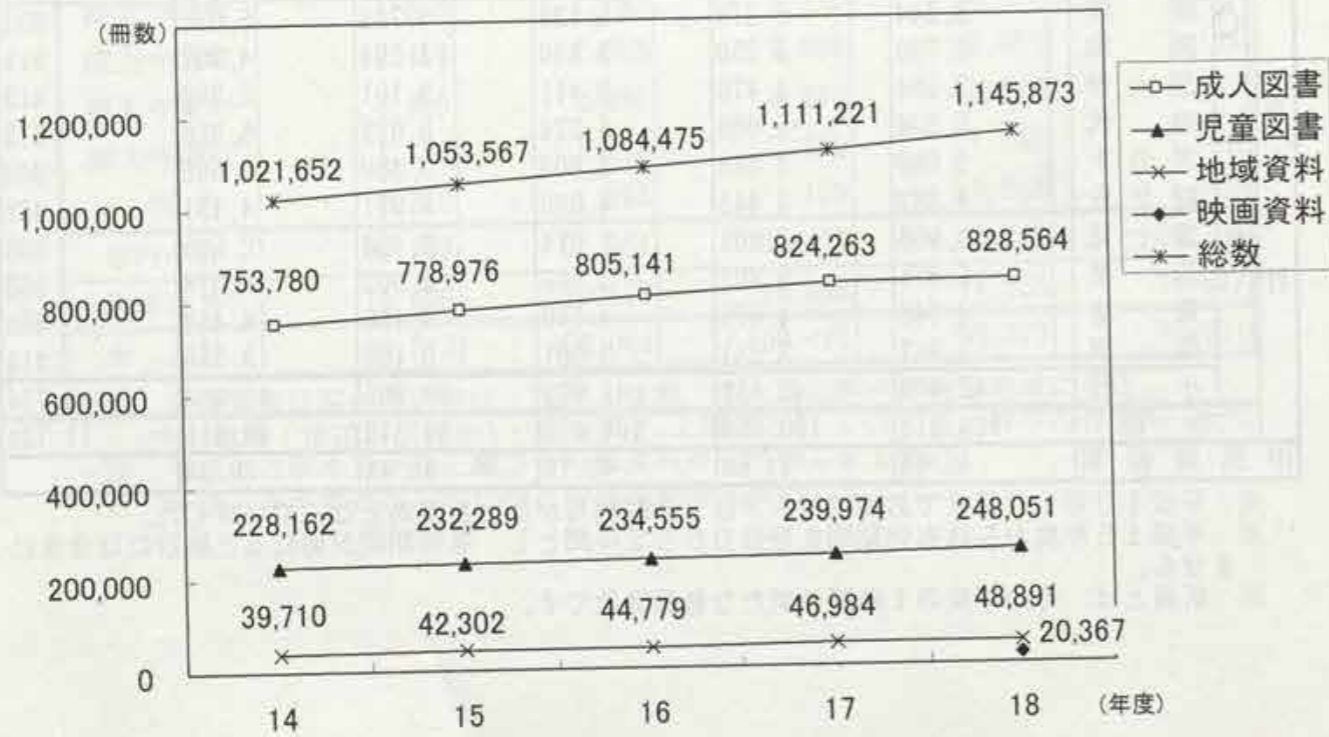 (冊数)
1,200,000
1,000,000
800,000
600,000
400,000
200,000
0
1,021,652 1,053,567 1,084,475 1,111,221 1,145,873
753,780 778,976 805,141 824,263 828,564
228,162 232,289 234,555 239,974 248,051
39,710 42,302 44,779 46,984 48,891
20,367
14 15 16 17 18 (年度)
成人図書
児童図書
地域資料
映画資料
総数